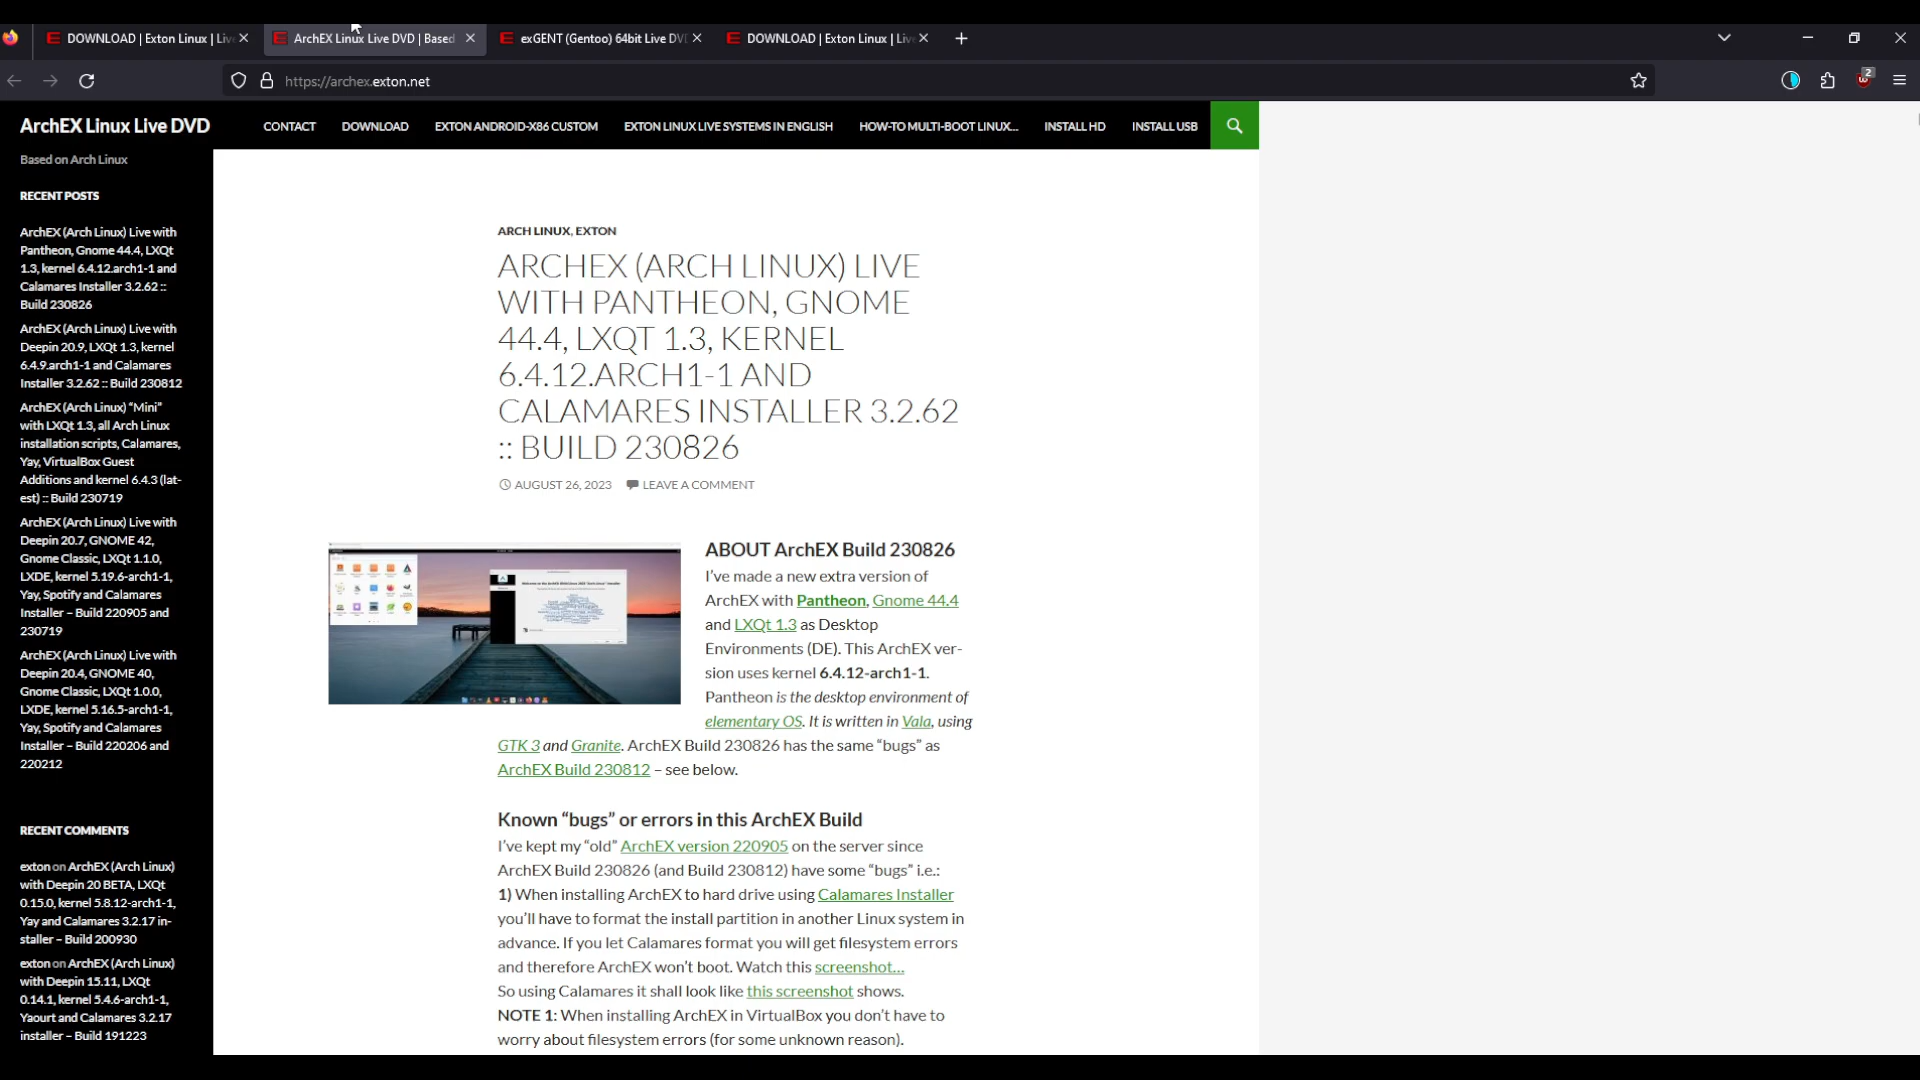 DOWNLOAD | Exton Linux | Liv
ArchEX Linux Live DVD | Based
exGENT (Gentoo) 64bit Live DV
DOWNLOAD | Exton Linux | Liv
https://archex.exton.net
2
ArchEX Linux Live DVD
CONTACT
DOWNLOAD
EXTON ANDROID-X86 CUSTOM
EXTON LINUX LIVE SYSTEMS IN ENGLISH
HOW-TO MULTI-BOOT LINUX...
INSTALL HD
INSTALL USB
Based on Arch Linux
RECENT POSTS
ArchEX (Arch Linux) Live with
Pantheon, Gnome 44.4, LXQt
1.3, kernel 6.4.12.arch1-1 and
Calamares Installer 3.2.62 ::
Build 230826
ArchEX (Arch Linux) Live with
Deepin 20.9, LXQt 1.3, kernel
6.4.9.arch1-1 and Calamares
Installer 3.2.62 :: Build 230812
ArchEX (Arch Linux) “Mini”
with LXQt 1.3, all Arch Linux
installation scripts, Calamares,
Yay, VirtualBox Guest
Additions and kernel 6.4.3 (lat-
est) :: Build 230719
ArchEX (Arch Linux) Live with
Deepin 20.7, GNOME 42,
Gnome Classic, LXQt 1.1.0,
LXDE, kernel 5.19.6-arch1-1,
Yay, Spotify and Calamares
Installer – Build 220905 and
230719
ArchEX (Arch Linux) Live with
Deepin 20.4, GNOME 40,
Gnome Classic, LXQt 1.0.0,
LXDE, kernel 5.16.5-arch1-1,
Yay, Spotify and Calamares
Installer – Build 220206 and
220212
RECENT COMMENTS
exton on ArchEX (Arch Linux)
with Deepin 20 BETA, LXQt
0.15.0, kernel 5.8.12-arch1-1,
Yay and Calamares 3.2.17 in-
staller – Build 200930
exton on ArchEX (Arch Linux)
with Deepin 15.11, LXQt
0.14.1, kernel 5.4.6-arch1-1,
Yaourt and Calamares 3.2.17
installer – Build 191223
ARCH LINUX, EXTON
ARCHEX (ARCH LINUX) LIVE
WITH PANTHEON, GNOME
44.4, LXQT 1.3, KERNEL
6.4.12.ARCH1-1 AND
CALAMARES INSTALLER 3.2.62
:: BUILD 230826
AUGUST 26, 2023
LEAVE A COMMENT
ABOUT ArchEX Build 230826
I’ve made a new extra version of
ArchEX with Pantheon, Gnome 44.4
and LXQt 1.3 as Desktop
Environments (DE). This ArchEX ver-
sion uses kernel 6.4.12-arch1-1.
Pantheon is the desktop environment of
elementary OS. It is written in Vala, using
GTK 3 and Granite. ArchEX Build 230826 has the same “bugs” as
ArchEX Build 230812 – see below.
Known “bugs” or errors in this ArchEX Build
I’ve kept my “old” ArchEX version 220905 on the server since
ArchEX Build 230826 (and Build 230812) have some “bugs” i.e.:
1) When installing ArchEX to hard drive using Calamares Installer
you’ll have to format the install partition in another Linux system in
advance. If you let Calamares format you will get filesystem errors
and therefore ArchEX won’t boot. Watch this screenshot...
So using Calamares it shall look like this screenshot shows.
NOTE 1: When installing ArchEX in VirtualBox you don’t have to
worry about filesystem errors (for some unknown reason).